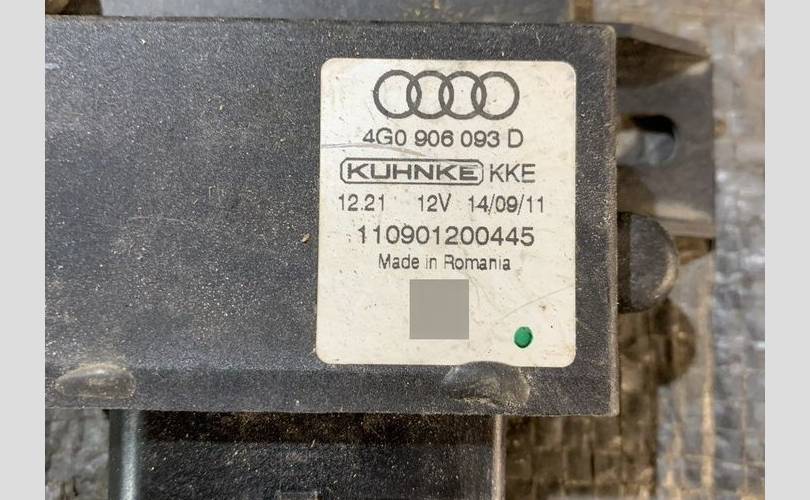 4G0 906 093 D
KUHNKE KKE
12.21 12V 14/09/11
110901200445
Made in Romania